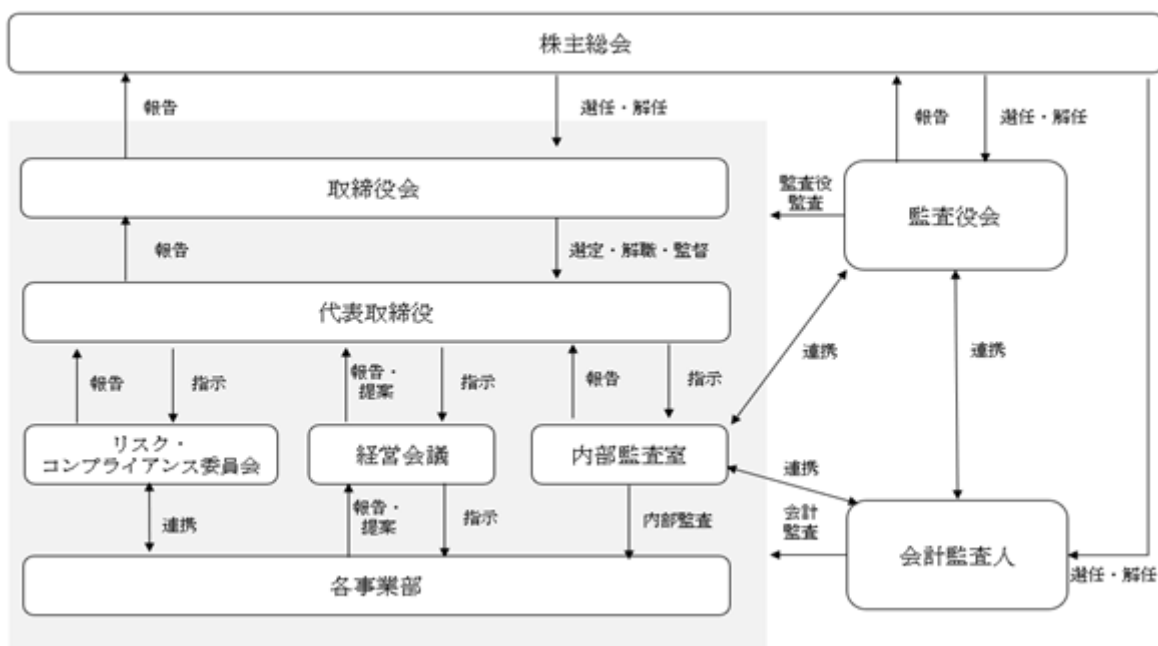 株主総会
報告
選任・解任
報告
選任・解任
取締役会
監査役
監査
監査役会
報告
選定・解職・監督
代表取締役
連携
連携
報告
指示
報告・
提案
指示
報告
指示
リスク・
コンプライアンス委員会
経営会議
内部監査室
連携
連携
報告・
提案
指示
内部監査
会計
監査
会計監査人
選任・解任
各事業部